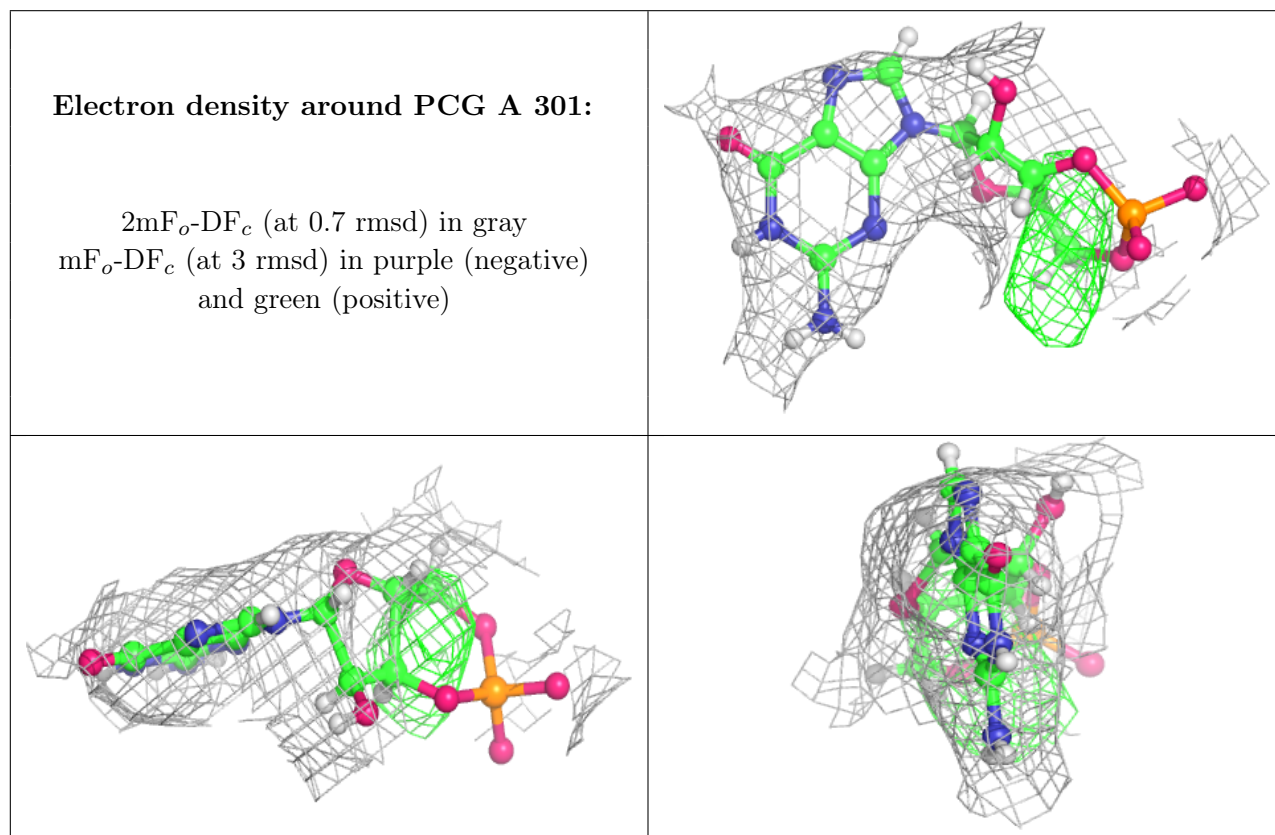 Electron density around PCG A 301:
2mFₒ-DF𝒸 (at 0.7 rmsd) in gray
mFₒ-DF𝒸 (at 3 rmsd) in purple (negative)
and green (positive)